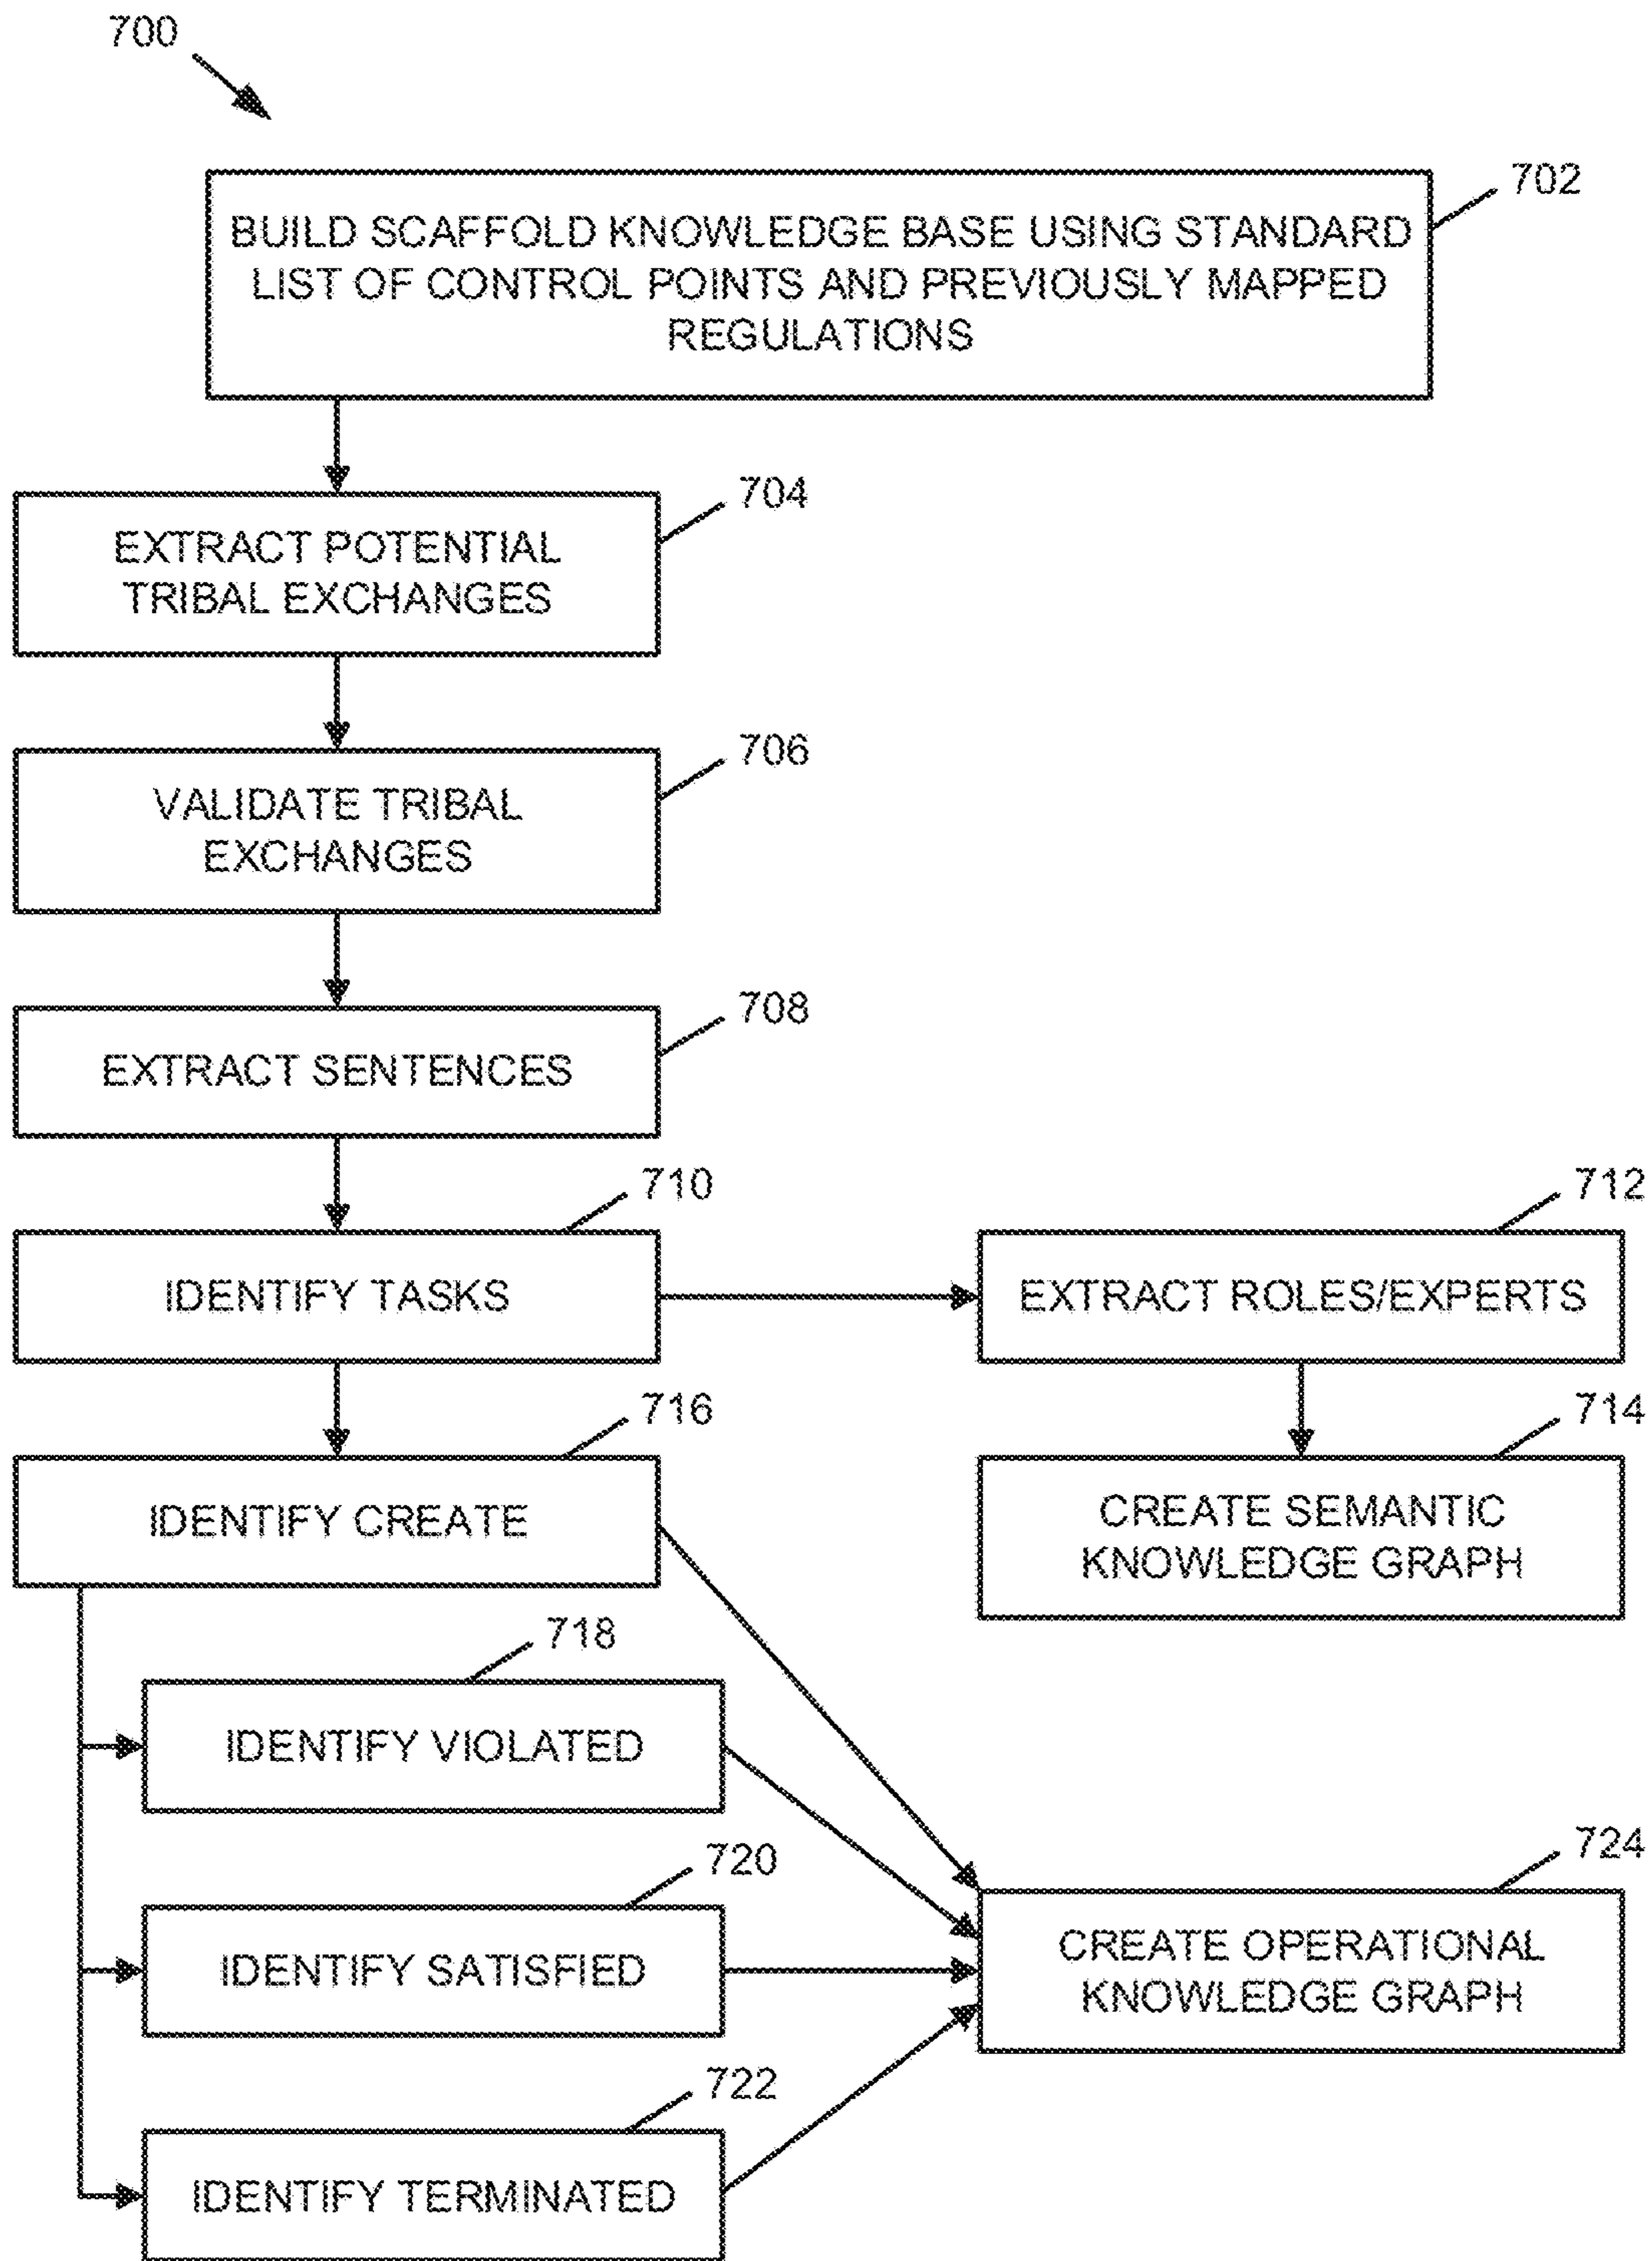 700
702
BUILD SCAFFOLD KNOWLEDGE BASE USING STANDARD
LIST OF CONTROL POINTS AND PREVIOUSLY MAPPED
REGULATIONS
704
EXTRACT POTENTIAL
TRIBAL EXCHANGES
706
VALIDATE TRIBAL
EXCHANGES
708
EXTRACT SENTENCES
710
IDENTIFY TASKS
712
EXTRACT ROLES/EXPERTS
714
CREATE SEMANTIC
KNOWLEDGE GRAPH
716
IDENTIFY CREATE
718
IDENTIFY VIOLATED
720
IDENTIFY SATISFIED
722
IDENTIFY TERMINATED
724
CREATE OPERATIONAL
KNOWLEDGE GRAPH